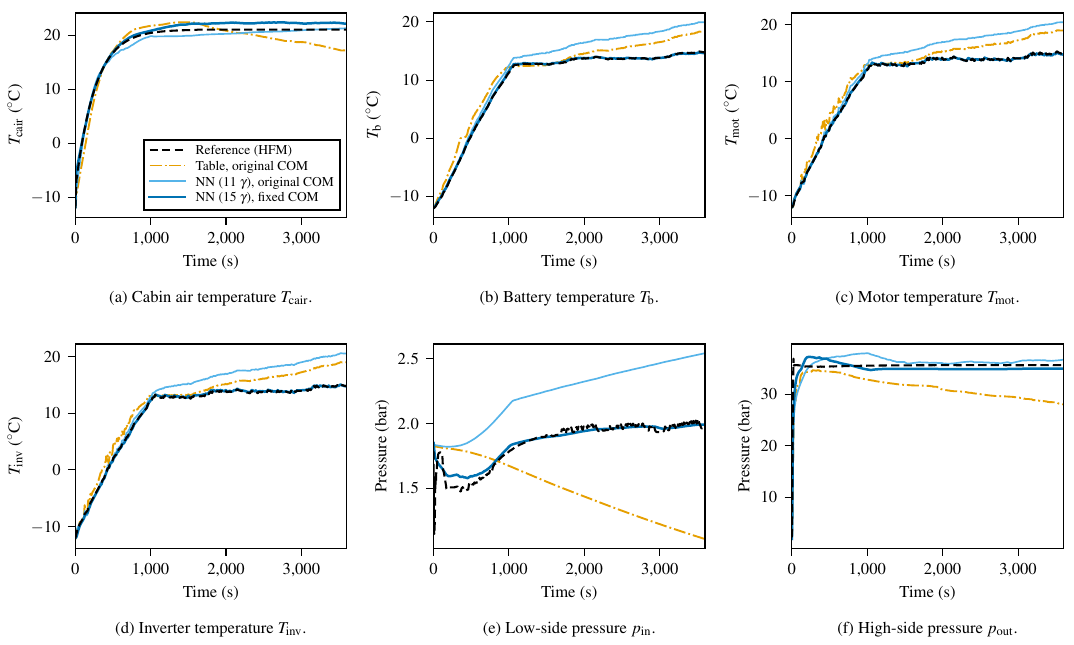 20
10
0
−10
T_cair (°C)
Reference (HFM)
Table, original COM
NN (11 γ), original COM
NN (15 γ), fixed COM
0 1,000 2,000 3,000
Time (s)
(a) Cabin air temperature T_cair.
20
10
0
−10
T_b (°C)
0 1,000 2,000 3,000
Time (s)
(b) Battery temperature T_b.
20
10
0
−10
T_mot (°C)
0 1,000 2,000 3,000
Time (s)
(c) Motor temperature T_mot.
20
10
0
−10
T_inv (°C)
0 1,000 2,000 3,000
Time (s)
(d) Inverter temperature T_inv.
2.5
2.0
1.5
Pressure (bar)
0 1,000 2,000 3,000
Time (s)
(e) Low-side pressure p_in.
30
20
10
Pressure (bar)
0 1,000 2,000 3,000
Time (s)
(f) High-side pressure p_out.